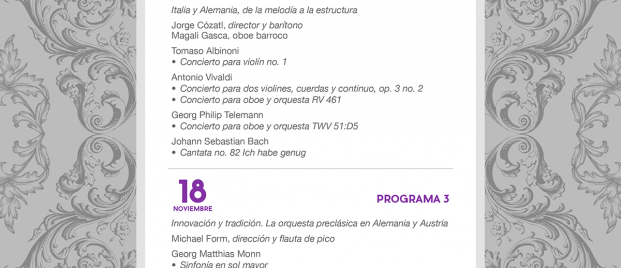 Italia y Alemania, de la melodía a la estructura
Jorge Cózatl, director y barítono
Magali Gasca, oboe barroco
Tomaso Albinoni
• Concierto para violín no. 1
Antonio Vivaldi
• Concierto para dos violines, cuerdas y continuo, op. 3 no. 2
• Concierto para oboe y orquesta RV 461
Georg Philip Telemann
• Concierto para oboe y orquesta TWV 51:D5
Johann Sebastian Bach
• Cantata no. 82 Ich habe genug
18
NOVIEMBRE
PROGRAMA 3
Innovación y tradición. La orquesta preclásica en Alemania y Austria
Michael Form, dirección y flauta de pico
Georg Matthias Monn
• Sinfonía en sol mayor